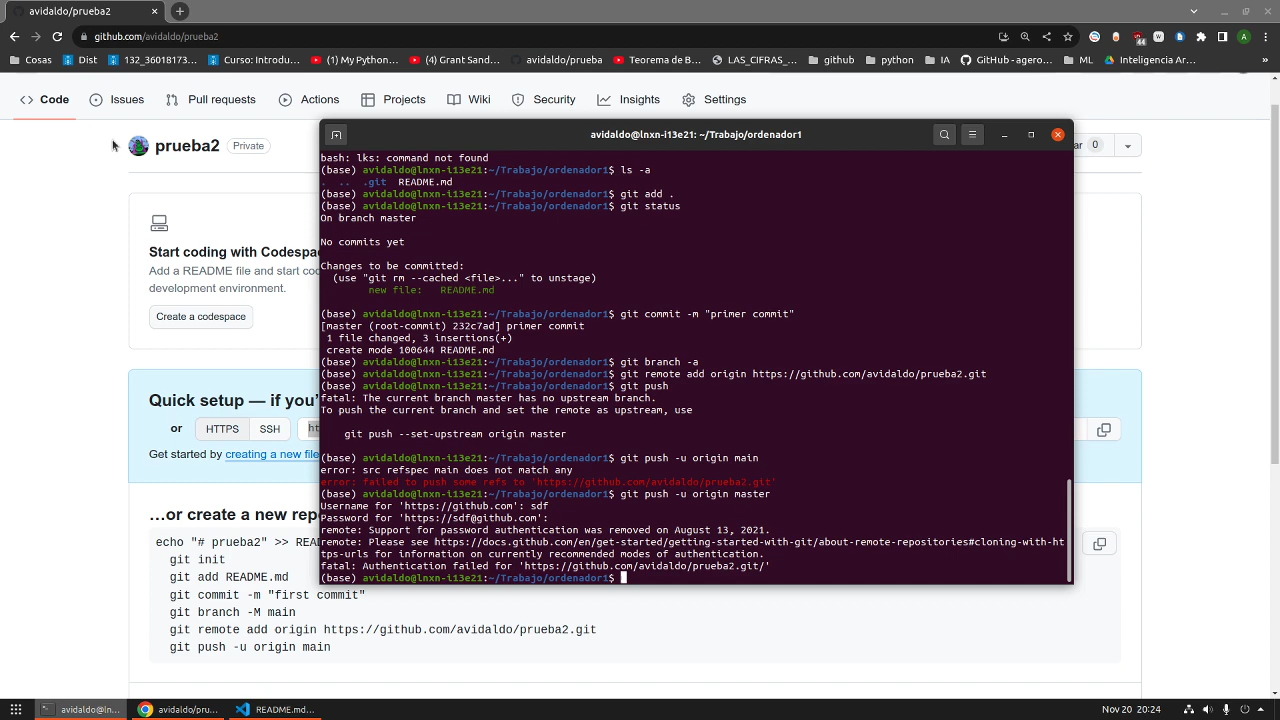 avidaldo/prueba2
github.com/avidaldo/prueba2
44
A
Cosas
Dist
132_36018173...
Curso: Introdu...
(1) My Python...
(4) Grant Sand...
avidaldo/prueba
Teorema de B...
LAS_CIFRAS_...
github
python
IA
GitHub - agero...
ML
Inteligencia Ar...
»
Code
Issues
Pull requests
Actions
Projects
Wiki
Security
Insights
Settings
prueba2
Private
ar 0
Start coding with Codespac
Add a README file and start coc
development environment.
Create a codespace
Quick setup — if you'
or
HTTPS
SSH
ht
Get started by creating a new file
…or create a new rep
echo "# prueba2" >> READ
git init
git add README.md
git commit -m "first commit"
git branch -M main
git remote add origin https://github.com/avidaldo/prueba2.git
git push -u origin main
avidaldo@lnxn-i13e21: ~/Trabajo/ordenador1
bash: lks: command not found
(base) avidaldo@lnxn-i13e21:~/Trabajo/ordenador1$ ls -a
. .. .git README.md
(base) avidaldo@lnxn-i13e21:~/Trabajo/ordenador1$ git add .
(base) avidaldo@lnxn-i13e21:~/Trabajo/ordenador1$ git status
On branch master
No commits yet
Changes to be committed:
(use "git rm --cached <file>..." to unstage)
new file: README.md
(base) avidaldo@lnxn-i13e21:~/Trabajo/ordenador1$ git commit -m "primer commit"
[master (root-commit) 232c7ad] primer commit
1 file changed, 3 insertions(+)
create mode 100644 README.md
(base) avidaldo@lnxn-i13e21:~/Trabajo/ordenador1$ git branch -a
(base) avidaldo@lnxn-i13e21:~/Trabajo/ordenador1$ git remote add origin https://github.com/avidaldo/prueba2.git
(base) avidaldo@lnxn-i13e21:~/Trabajo/ordenador1$ git push
fatal: The current branch master has no upstream branch.
To push the current branch and set the remote as upstream, use
git push --set-upstream origin master
(base) avidaldo@lnxn-i13e21:~/Trabajo/ordenador1$ git push -u origin main
error: src refspec main does not match any
error: failed to push some refs to 'https://github.com/avidaldo/prueba2.git'
(base) avidaldo@lnxn-i13e21:~/Trabajo/ordenador1$ git push -u origin master
Username for 'https://github.com': sdf
Password for 'https://sdf@github.com':
remote: Support for password authentication was removed on August 13, 2021.
remote: Please see https://docs.github.com/en/get-started/getting-started-with-git/about-remote-repositories#cloning-with-ht
tps-urls for information on currently recommended modes of authentication.
fatal: Authentication failed for 'https://github.com/avidaldo/prueba2.git/'
(base) avidaldo@lnxn-i13e21:~/Trabajo/ordenador1$
avidaldo@ln...
avidaldo/pru...
README.md...
Nov 20 20:24